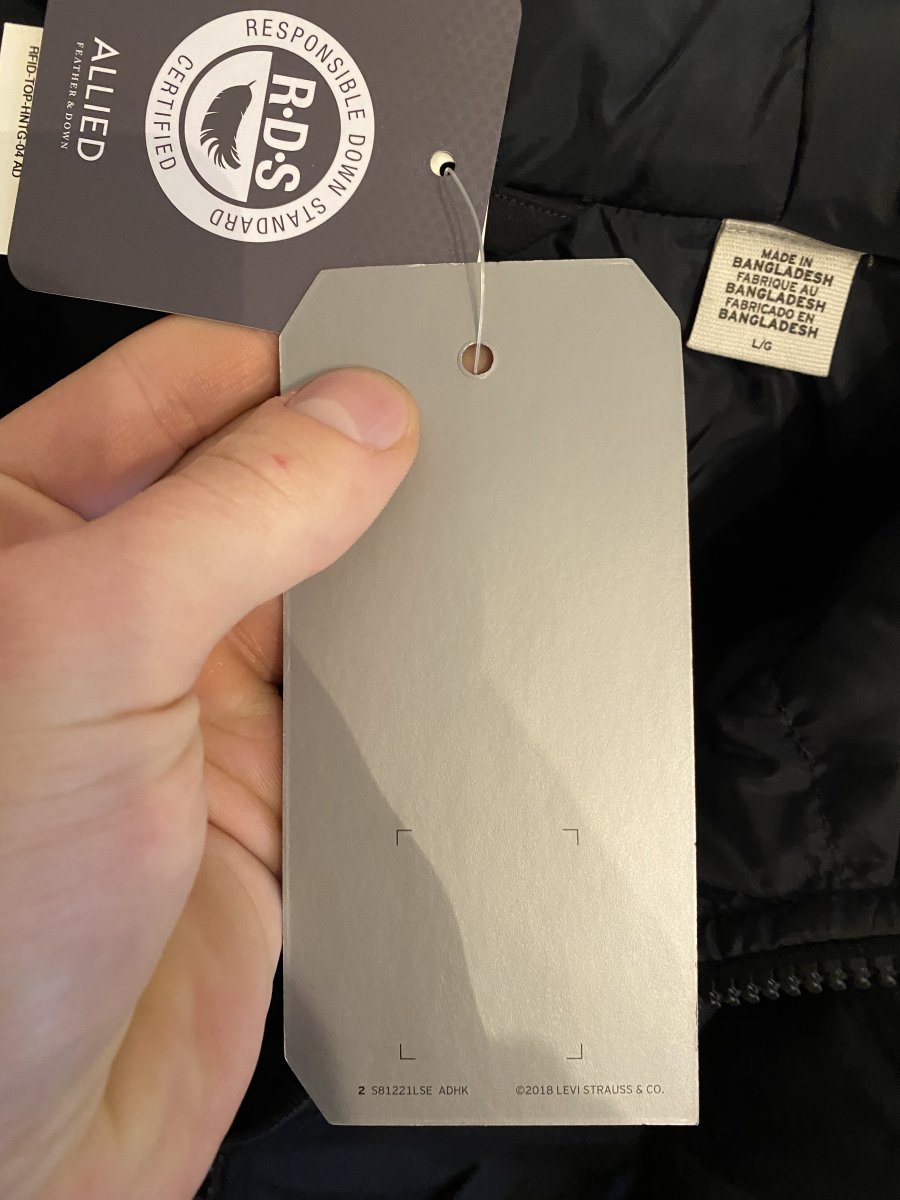 RFID-TOP-HNTG-04 AD
ALLIED
FEATHER & DOWN
RESPONSIBLE DOWN STANDARD
CERTIFIED
R·D·S
MADE IN
BANGLADESH
FABRIQUE AU
BANGLADESH
FABRICADO EN
BANGLADESH
L/G
2 S81221LSE ADHK ©2018 LEVI STRAUSS & CO.